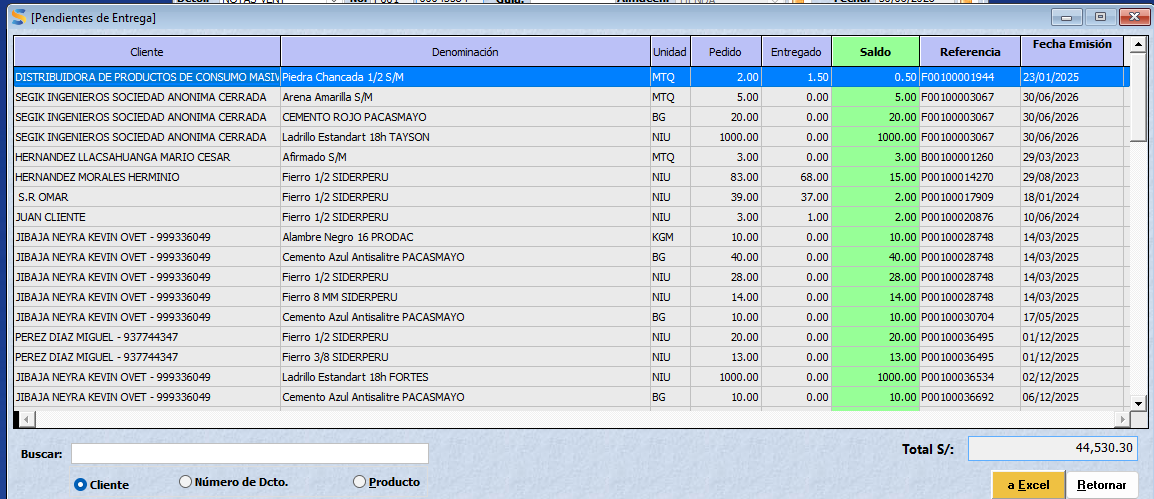 [Pendientes de Entrega]
Cliente Denominación Unidad Pedido Entregado Saldo Referencia Fecha Emisión
DISTRIBUIDORA DE PRODUCTOS DE CONSUMO MASIV Piedra Chancada 1/2 S/M MTQ 2.00 1.50 0.50 F00100001944 23/01/2025
SEGIK INGENIEROS SOCIEDAD ANONIMA CERRADA Arena Amarilla S/M MTQ 5.00 0.00 5.00 F00100003067 30/06/2026
SEGIK INGENIEROS SOCIEDAD ANONIMA CERRADA CEMENTO ROJO PACASMAYO BG 20.00 0.00 20.00 F00100003067 30/06/2026
SEGIK INGENIEROS SOCIEDAD ANONIMA CERRADA Ladrillo Estandart 18h TAYSON NIU 1000.00 0.00 1000.00 F00100003067 30/06/2026
HERNANDEZ LLACSAHUANGA MARIO CESAR Afirmado S/M MTQ 3.00 0.00 3.00 B00100001260 29/03/2023
HERNANDEZ MORALES HERMINIO Fierro 1/2 SIDERPERU NIU 83.00 68.00 15.00 P00100014270 29/08/2023
S.R OMAR Fierro 1/2 SIDERPERU NIU 39.00 37.00 2.00 P00100017909 18/01/2024
JUAN CLIENTE Fierro 1/2 SIDERPERU NIU 3.00 1.00 2.00 P00100020876 10/06/2024
JIBAJA NEYRA KEVIN OVET - 999336049 Alambre Negro 16 PRODAC KGM 10.00 0.00 10.00 P00100028748 14/03/2025
JIBAJA NEYRA KEVIN OVET - 999336049 Cemento Azul Antisalitre PACASMAYO BG 40.00 0.00 40.00 P00100028748 14/03/2025
JIBAJA NEYRA KEVIN OVET - 999336049 Fierro 1/2 SIDERPERU NIU 28.00 0.00 28.00 P00100028748 14/03/2025
JIBAJA NEYRA KEVIN OVET - 999336049 Fierro 8 MM SIDERPERU NIU 14.00 0.00 14.00 P00100028748 14/03/2025
JIBAJA NEYRA KEVIN OVET - 999336049 Cemento Azul Antisalitre PACASMAYO BG 10.00 0.00 10.00 P00100030704 17/05/2025
PEREZ DIAZ MIGUEL - 937744347 Fierro 1/2 SIDERPERU NIU 20.00 0.00 20.00 P00100036495 01/12/2025
PEREZ DIAZ MIGUEL - 937744347 Fierro 3/8 SIDERPERU NIU 13.00 0.00 13.00 P00100036495 01/12/2025
JIBAJA NEYRA KEVIN OVET - 999336049 Ladrillo Estandart 18h FORTES NIU 1000.00 0.00 1000.00 P00100036534 02/12/2025
JIBAJA NEYRA KEVIN OVET - 999336049 Cemento Azul Antisalitre PACASMAYO BG 10.00 0.00 10.00 P00100036692 06/12/2025
Buscar: Total S/: 44,530.30
Cliente Número de Dcto. Producto
a Excel Retornar